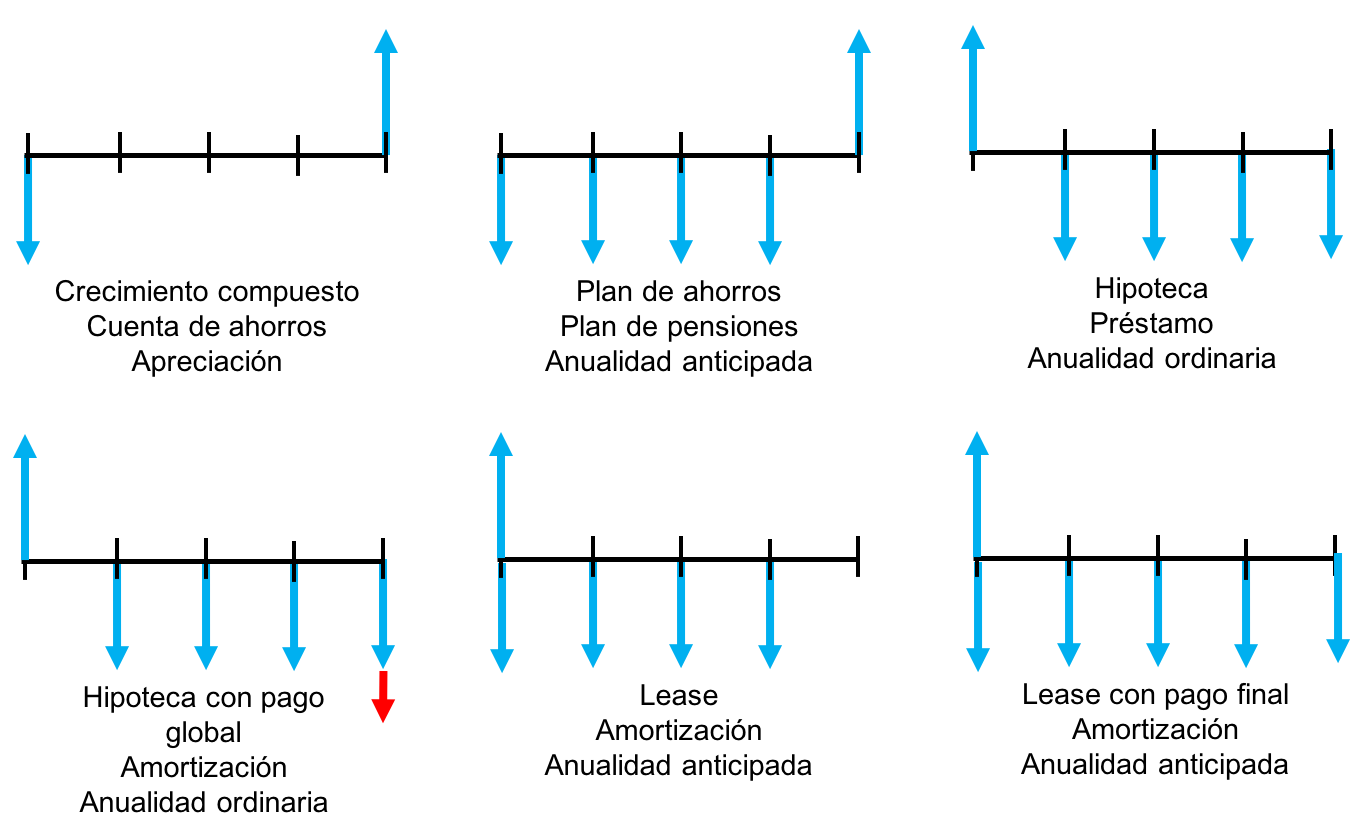 Crecimiento compuesto
Cuenta de ahorros
Apreciación
Plan de ahorros
Plan de pensiones
Anualidad anticipada
Hipoteca
Préstamo
Anualidad ordinaria
Hipoteca con pago
global
Amortización
Anualidad ordinaria
Lease
Amortización
Anualidad anticipada
Lease con pago final
Amortización
Anualidad anticipada